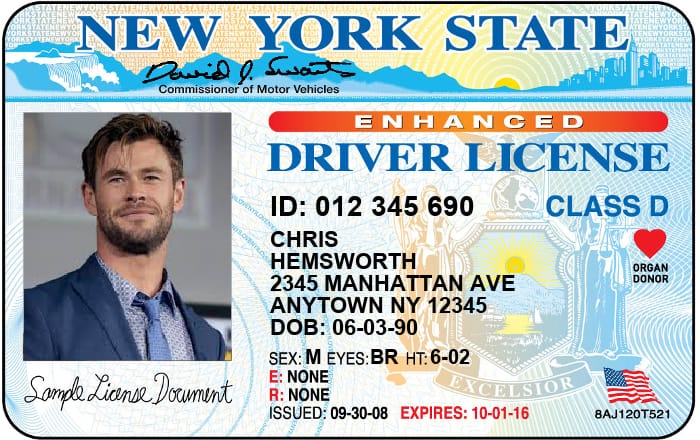 NEW YORK STATE
David J. Swarts
Commissioner of Motor Vehicles
ENHANCED
DRIVER LICENSE
ID: 012 345 690 CLASS D
CHRIS
HEMSWORTH
2345 MANHATTAN AVE
ANYTOWN NY 12345
DOB: 06-03-90
ORGAN
DONOR
SEX: M EYES: BR HT: 6-02
E: NONE
R: NONE
ISSUED: 09-30-08 EXPIRES: 10-01-16
EXCELSIOR
8AJ120T521
Sample License Document